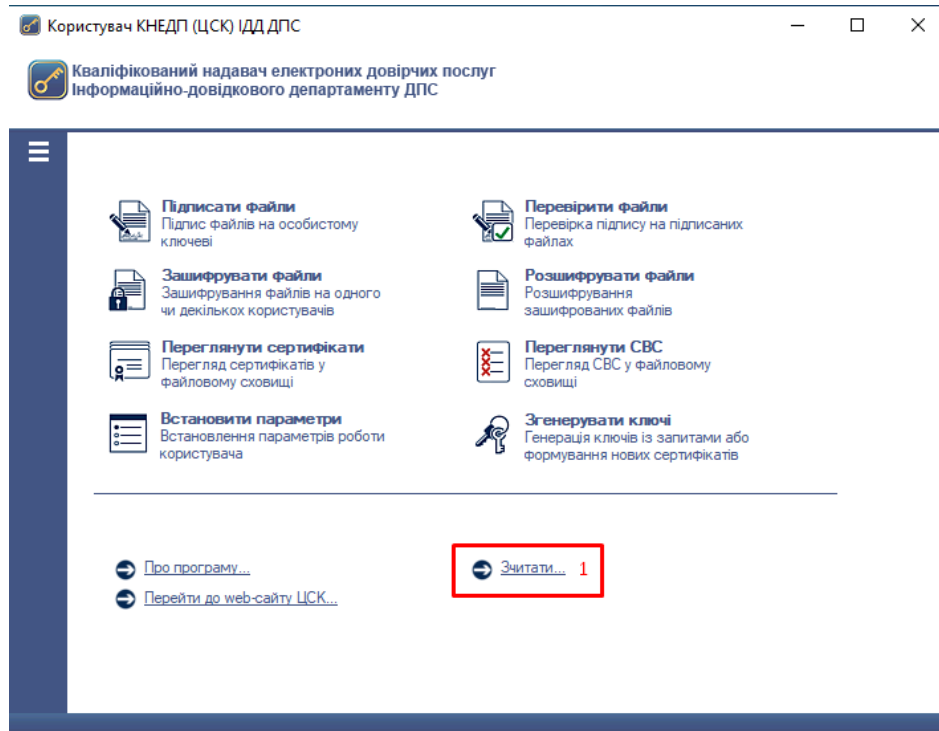 Користувач КНЕДП (ЦСК) ІДД ДПС
Кваліфікований надавач електроних довірчих послуг
Інформаційно-довідкового департаменту ДПС
Підписати файли
Підпис файлів на особистому
ключеві
Перевірити файли
Перевірка підпису на підписаних
файлах
Зашифрувати файли
Зашифрування файлів на одного
чи декількох користувачів
Розшифрувати файли
Розшифрування
зашифрованих файлів
Переглянути сертифікати
Перегляд сертифікатів у
файловому сховищі
Переглянути СВС
Перегляд СВС у файловому
сховищі
Встановити параметри
Встановлення параметрів роботи
користувача
Згенерувати ключі
Генерація ключів із запитами або
формування нових сертифікатів
Про програму...
Зчитати... 1
Перейти до web-сайту ЦСК...